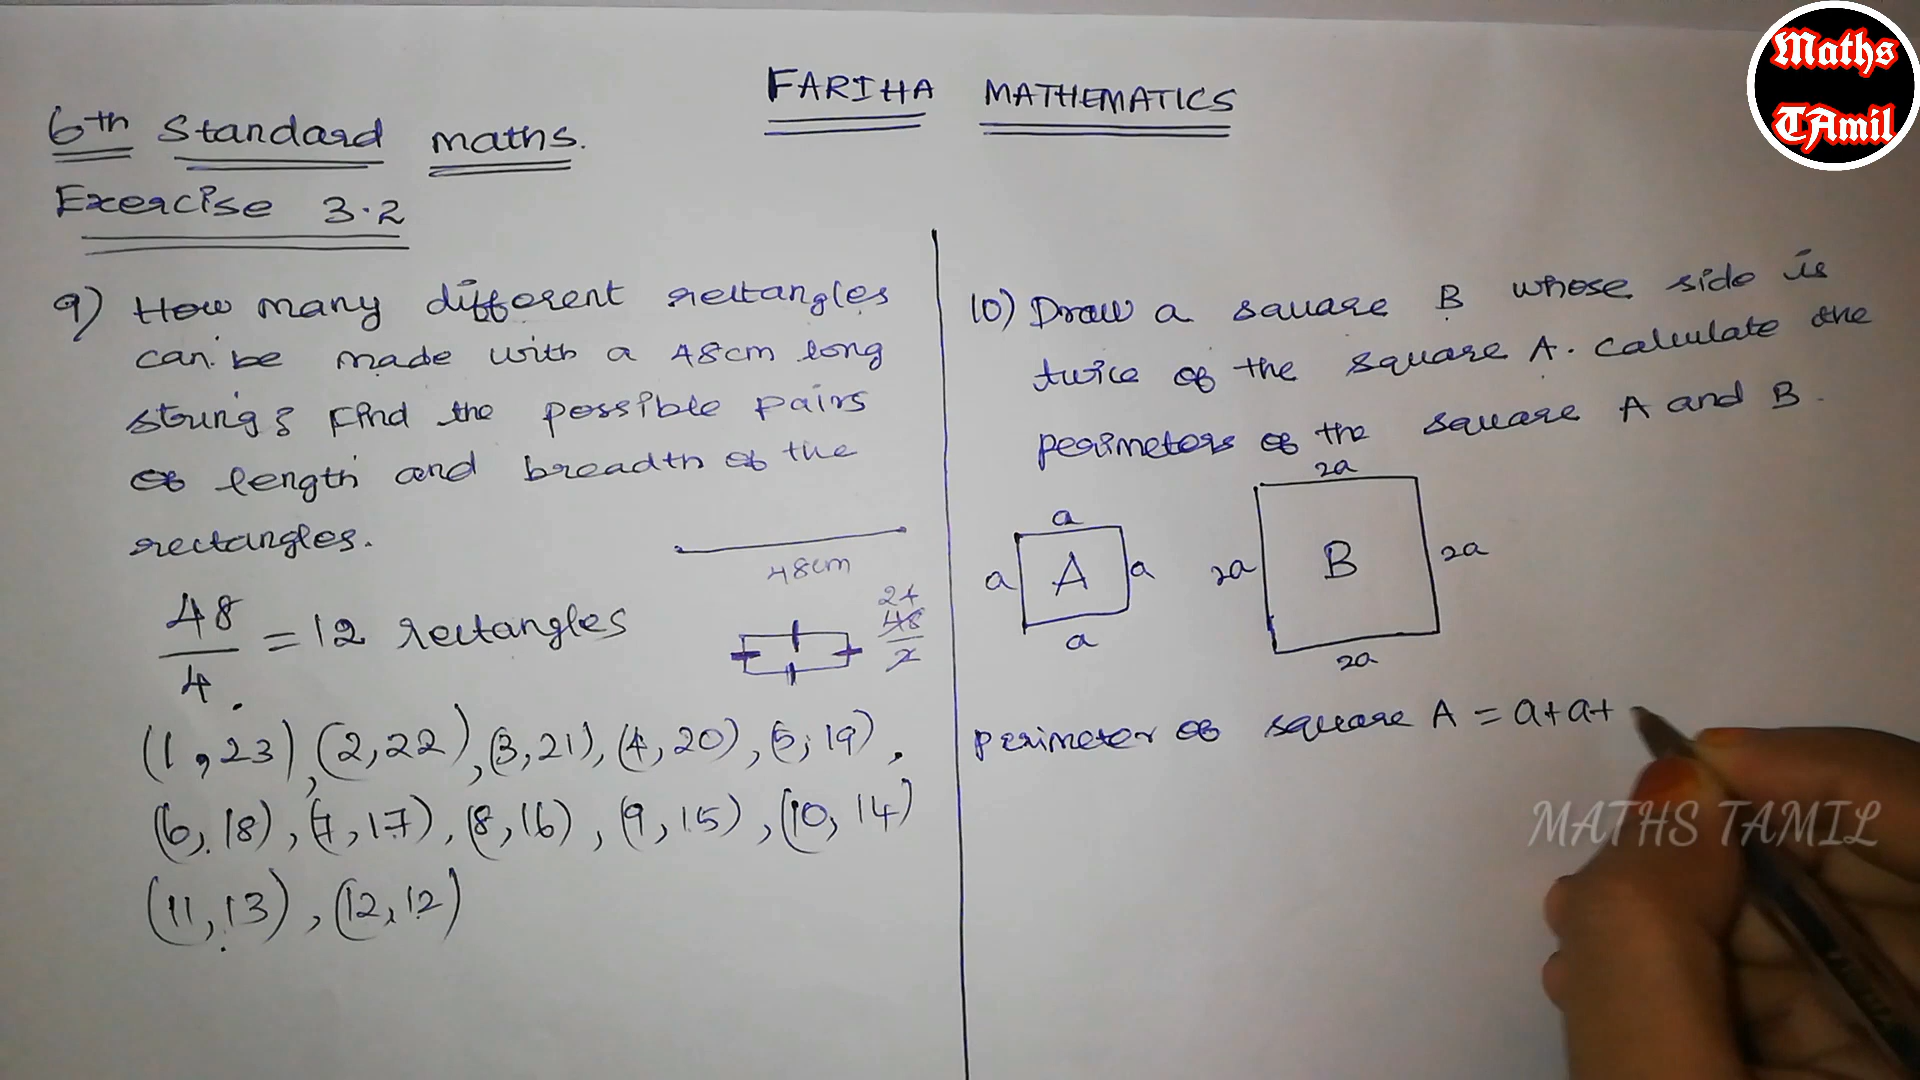 Maths
TAmil
FARIHA MATHEMATICS
6th Standard maths.
Exercise 3.2
9) How many different rectangles
can be made with a 48cm long
string? Find the possible pairs
of length and breadth of the
rectangles.
48cm
48/4 = 12 rectangles
24
48
2
(1,23), (2,22), (3,21), (4,20), (5,19),
(6,18), (7,17), (8,16), (9,15), (10,14)
(11,13), (12,12)
10) Draw a square B whose side is
twice of the square A. calculate the
perimeters of the square A and B.
a
a A a
a
2a
2a B 2a
2a
perimeter of square A = a+a+
MATHS TAMIL